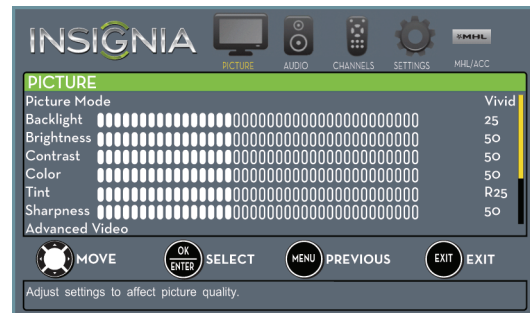 INSIGNIA
PICTURE AUDIO CHANNELS SETTINGS MHL MHL/ACC
PICTURE
Picture Mode Vivid
Backlight 25
Brightness 50
Contrast 50
Color 50
Tint R25
Sharpness 50
Advanced Video
MOVE OK ENTER SELECT MENU PREVIOUS EXIT EXIT
Adjust settings to affect picture quality.